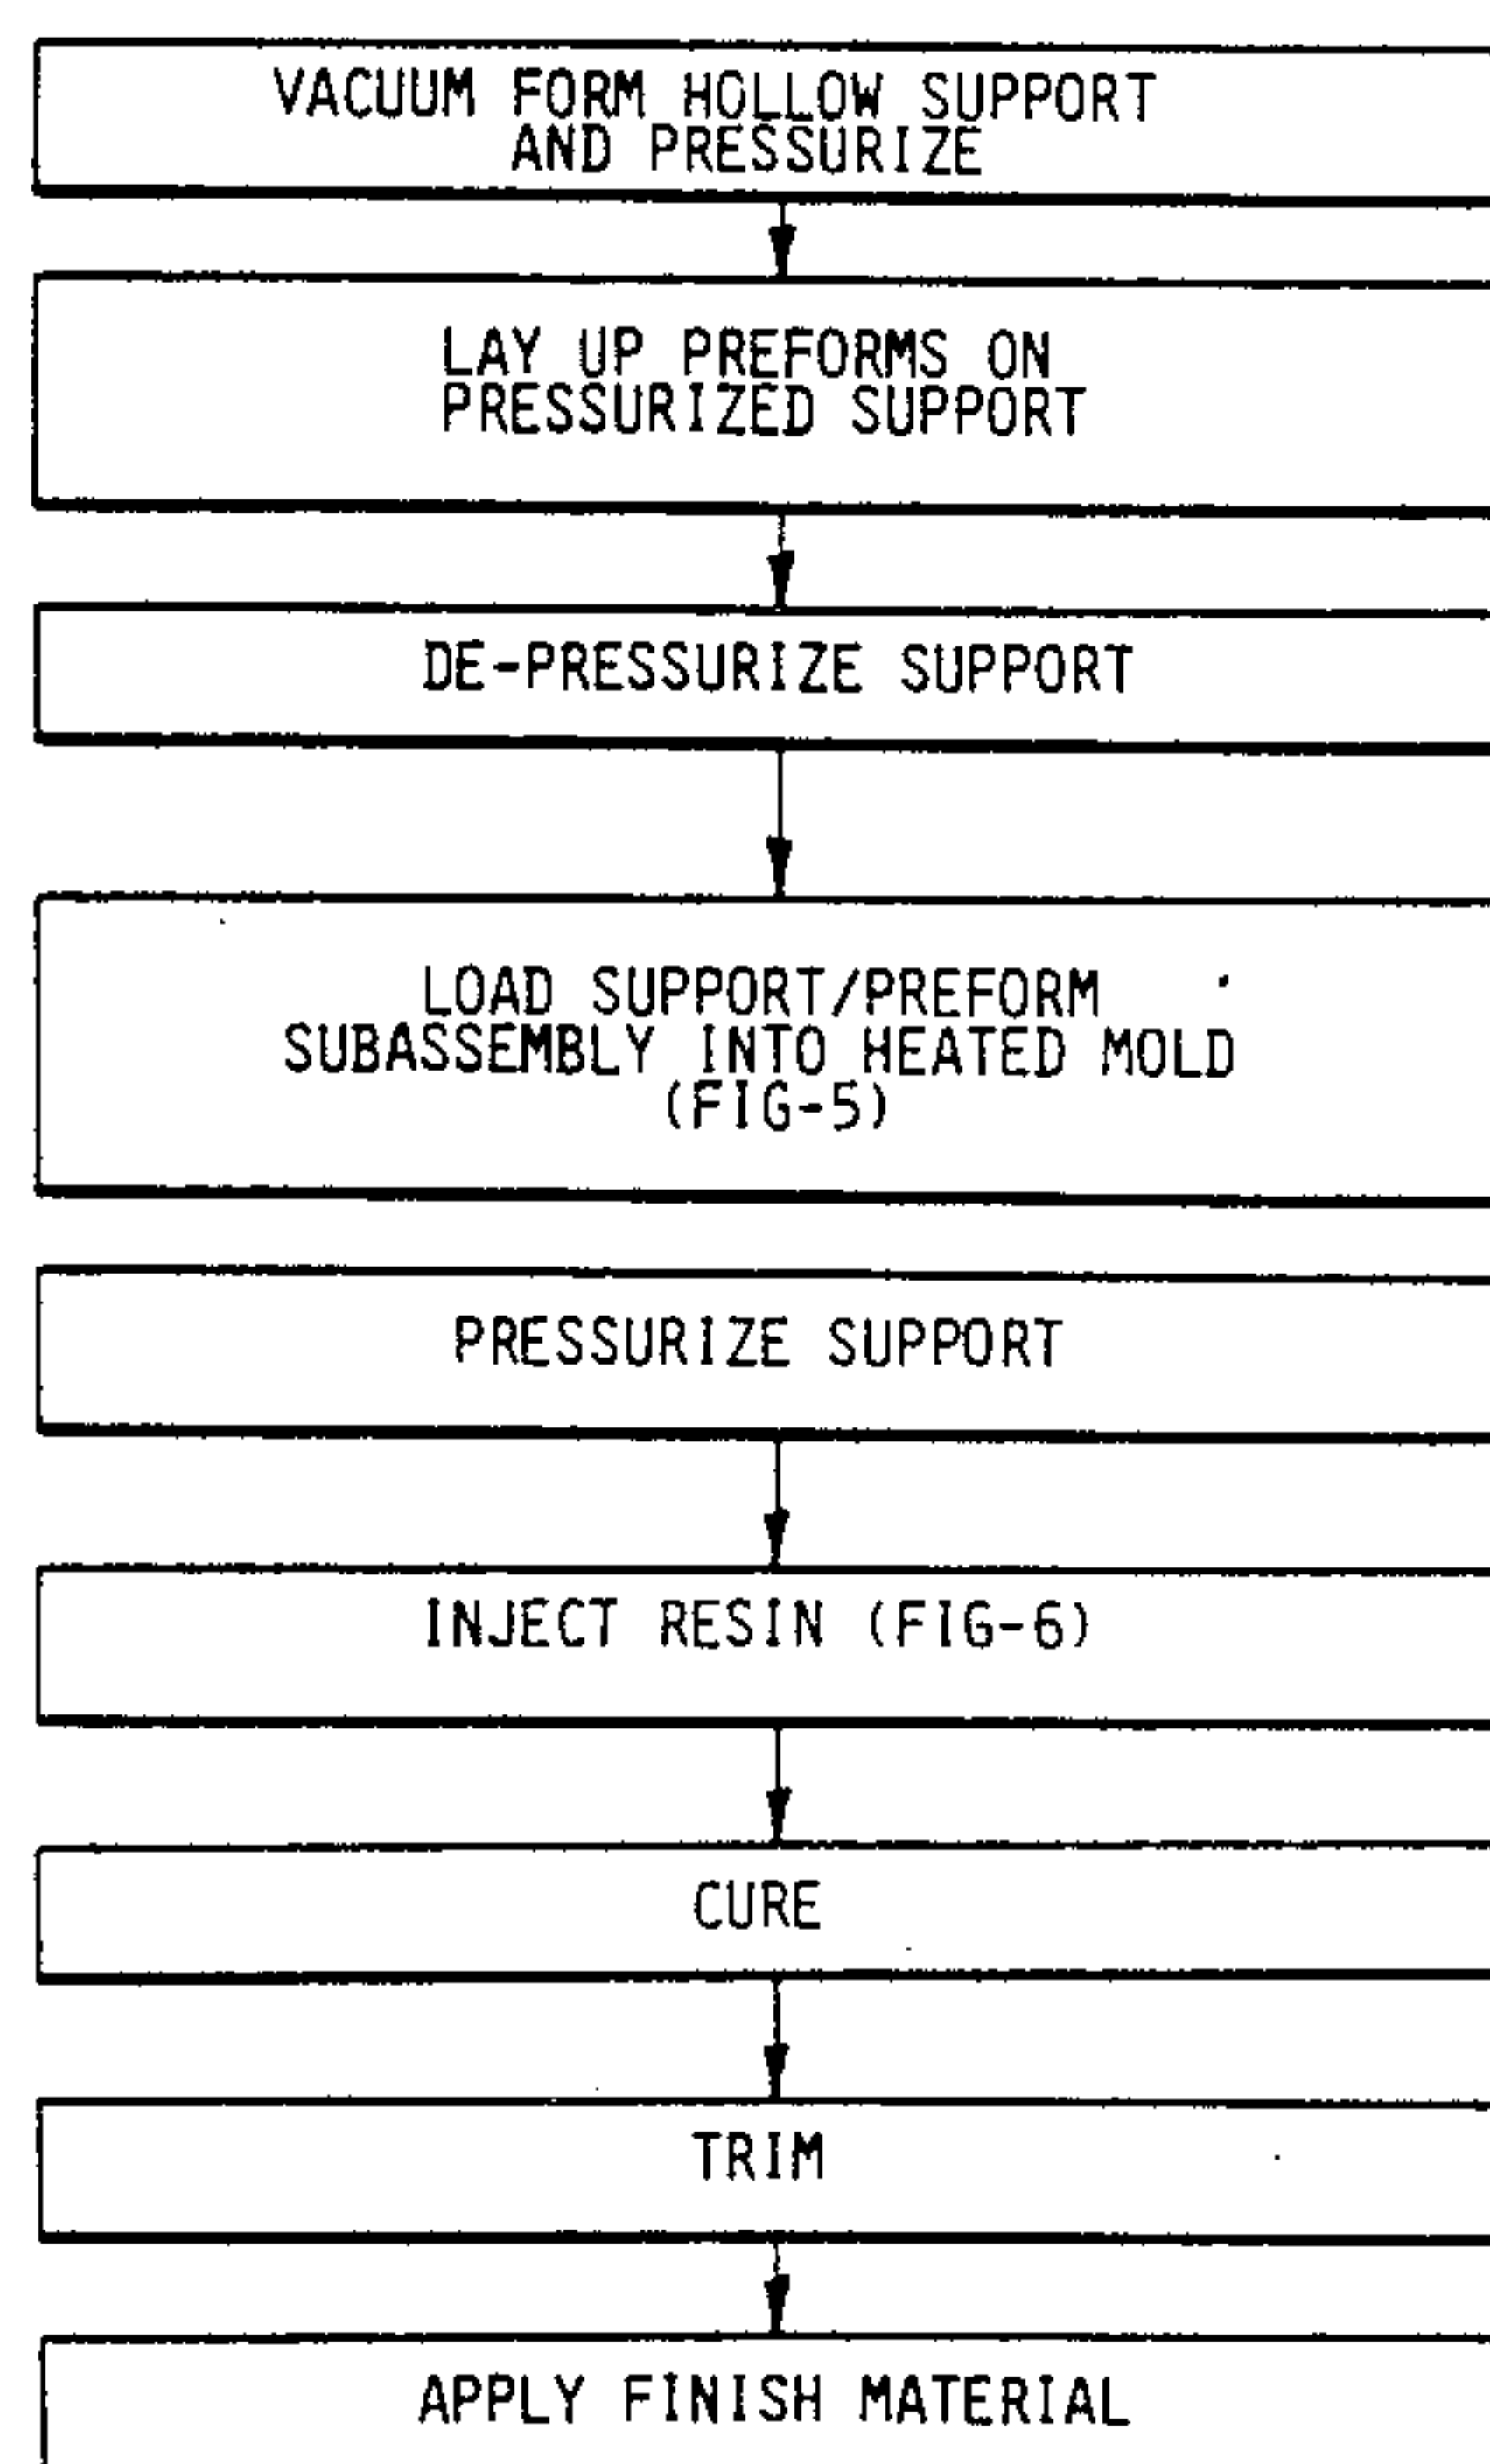 VACUUM FORM HOLLOW SUPPORT
AND PRESSURIZE
LAY UP PREFORMS ON
PRESSURIZED SUPPORT
DE-PRESSURIZE SUPPORT
LOAD SUPPORT/PREFORM
SUBASSEMBLY INTO HEATED MOLD
(FIG-5)
PRESSURIZE SUPPORT
INJECT RESIN (FIG-6)
CURE
TRIM
APPLY FINISH MATERIAL